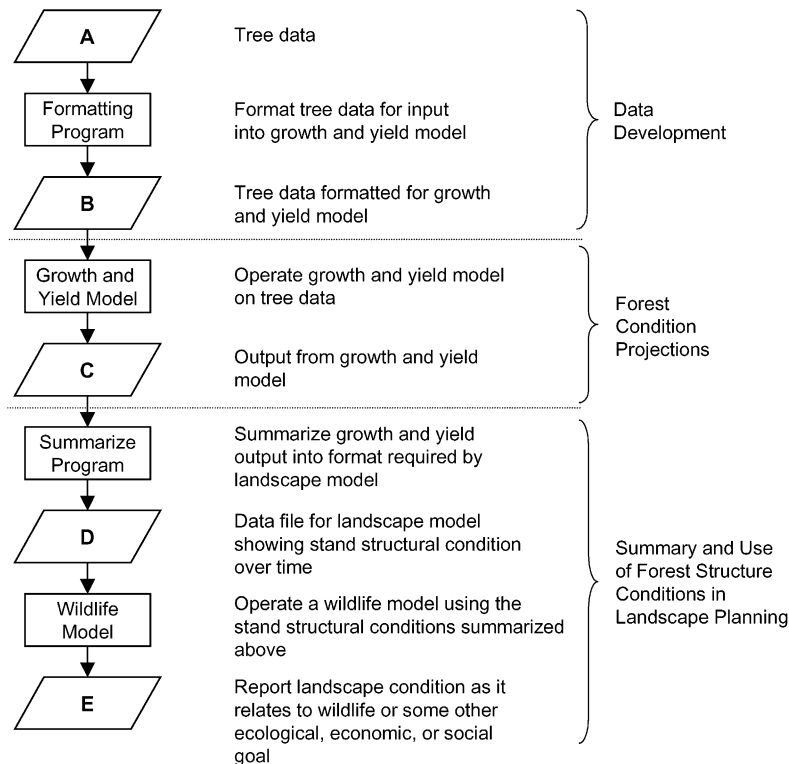 A
Tree data
Formatting
Program
Format tree data for input
into growth and yield model
Data
Development
B
Tree data formatted for growth
and yield model
Growth and
Yield Model
Operate growth and yield model
on tree data
Forest
Condition
Projections
C
Output from growth and yield
model
Summarize
Program
Summarize growth and yield
output into format required by
landscape model
D
Data file for landscape model
showing stand structural condition
over time
Summary and Use
of Forest Structure
Conditions in
Landscape Planning
Wildlife
Model
Operate a wildlife model using the
stand structural conditions summarized
above
E
Report landscape condition as it
relates to wildlife or some other
ecological, economic, or social
goal